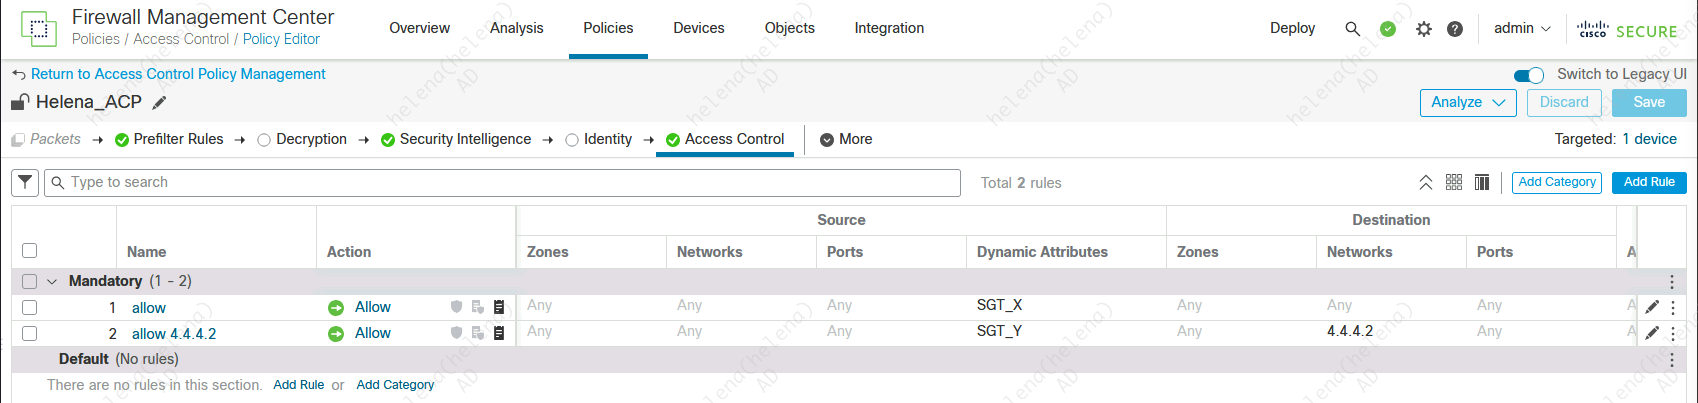 Firewall Management Center
Policies / Access Control / Policy Editor
Overview Analysis Policies Devices Objects Integration Deploy admin cisco SECURE
Return to Access Control Policy Management Switch to Legacy UI
Helena_ACP Analyze Discard Save
Packets Prefilter Rules Decryption Security Intelligence Identity Access Control More Targeted: 1 device
Type to search Total 2 rules Add Category Add Rule
Source Destination
Name Action Zones Networks Ports Dynamic Attributes Zones Networks Ports A
Mandatory (1 - 2)
1 allow Allow Any Any Any SGT_X Any Any Any A
2 allow 4.4.4.2 Allow Any Any Any SGT_Y Any 4.4.4.2 Any A
Default (No rules)
There are no rules in this section. Add Rule or Add Category
helena(helena)
AD